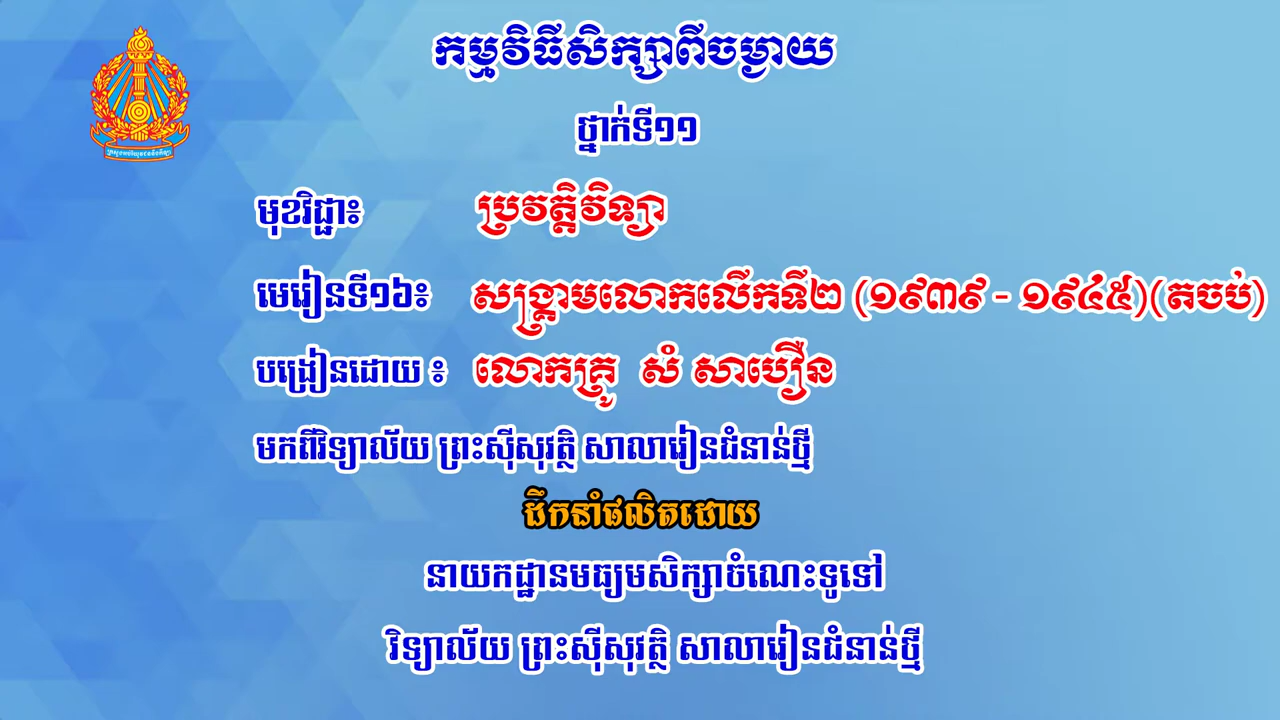 កម្មវិធីសិក្សាពីចម្ងាយ
ថ្នាក់ទី១១
មុខវិជ្ជា៖ ប្រវត្តិវិទ្យា
មេរៀនទី១៦៖ សង្គ្រាមលោកលើកទី២ (១៩៣៩ - ១៩៤៥)(តចប់)
បង្រៀនដោយ ៖ លោកគ្រូ សំ សាបឿន
មកពីវិទ្យាល័យ ព្រះស៊ីសុវត្ថិ សាលារៀនជំនាន់ថ្មី
ដឹកនាំផលិតដោយ
នាយកដ្ឋានមធ្យមសិក្សាចំណេះទូទៅ
វិទ្យាល័យ ព្រះស៊ីសុវត្ថិ សាលារៀនជំនាន់ថ្មី